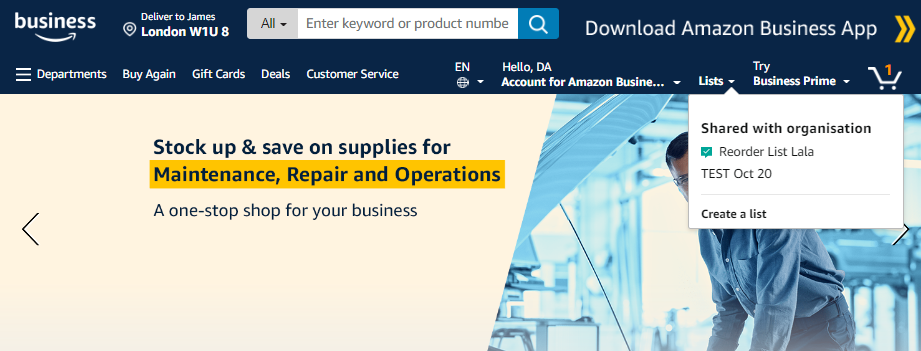 business
Deliver to James
London W1U 8
All
Enter keyword or product numbe
Download Amazon Business App
Departments
Buy Again
Gift Cards
Deals
Customer Service
EN
Hello, DA
Account for Amazon Busine...
Lists
Try
Business Prime
1
Stock up & save on supplies for
Maintenance, Repair and Operations
A one-stop shop for your business
Shared with organisation
Reorder List Lala
TEST Oct 20
Create a list